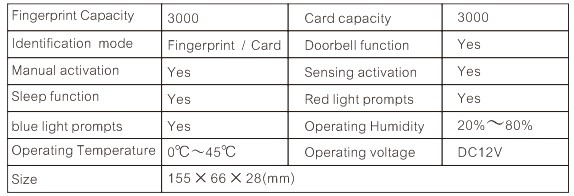 Fingerprint Capacity 3000 Card capacity 3000
Identification mode Fingerprint / Card Doorbell function Yes
Manual activation Yes Sensing activation Yes
Sleep function Yes Red light prompts Yes
blue light prompts Yes Operating Humidity 20%～80%
Operating Temperature 0℃～45℃ Operating voltage DC12V
Size 155×66×28(mm)